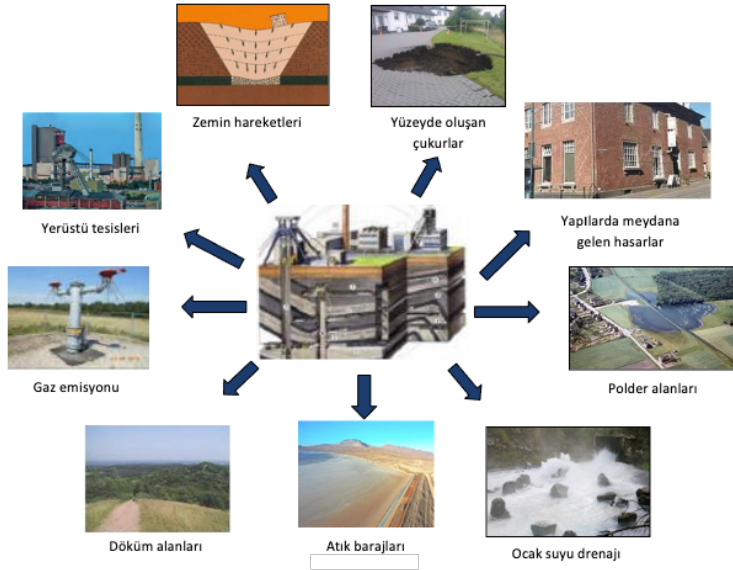 Zemin hareketleri
Yüzeyde oluşan
çukurlar
Yerüstü tesisleri
Yapılarda meydana
gelen hasarlar
Gaz emisyonu
Polder alanları
Döküm alanları
Atık barajları
Ocak suyu drenajı